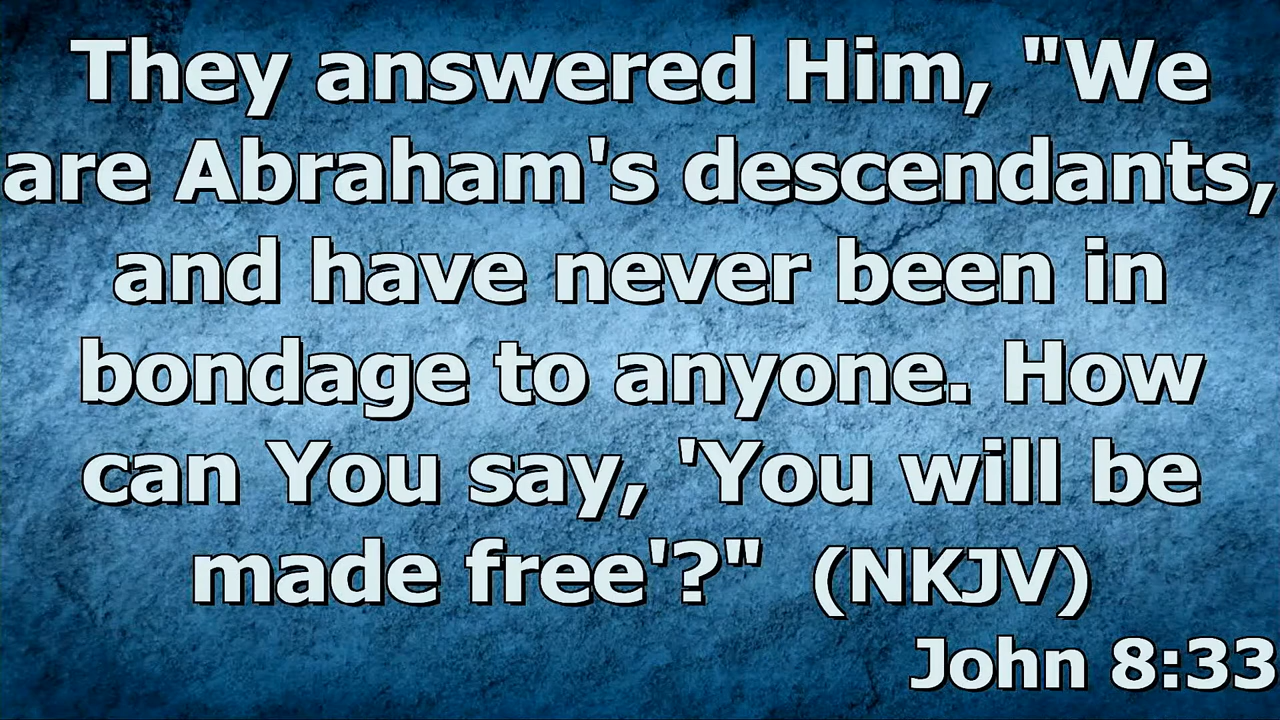 They answered Him, "We
are Abraham's descendants,
and have never been in
bondage to anyone. How
can You say, 'You will be
made free'?" (NKJV)
John 8:33